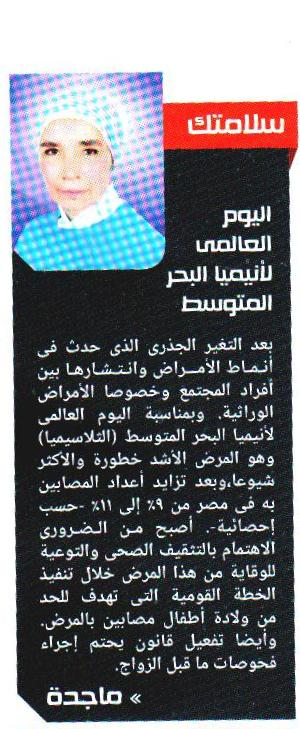 سلامتك
اليوم
العالمى
لأنيميا البحر
المتوسط
بعد التغير الجذرى الذى حدث فى
أنماط الأمراض وانتشارها بين
أفراد المجتمع وخصوصا الأمراض
الوراثية. وبمناسبة اليوم العالمى
لأنيميا البحر المتوسط (الثلاسيميا)
وهو المرض الأشد خطورة والأكثر
شيوعا،وبعد تزايد أعداد المصابين
به فى مصر من ٩٪ إلى ١١٪ -حسب
إحصائية-. أصبح من الضرورى
الاهتمام بالتثقيف الصحى والتوعية
للوقاية من هذا المرض خلال تنفيذ
الخطة القومية التى تهدف للحد
من ولادة أطفال مصابين بالمرض.
وأيضا تفعيل قانون يحتم إجراء
فحوصات ما قبل الزواج.
» ماجدة